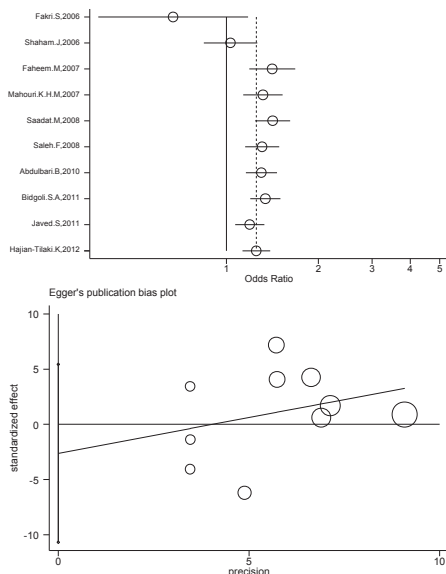 Fakri.S,2006
Shaham.J,2006
Faheem.M,2007
Mahouri.K.H.M,2007
Saadat.M,2008
Saleh.F,2008
Abdulbari.B,2010
Bidgoli.S.A,2011
Javed.S,2011
Hajian-Tilaki.K,2012
1 2 3 4 5
Odds Ratio
Egger's publication bias plot
10
5
0
-5
-10
standardized effect
0 5 10
precision